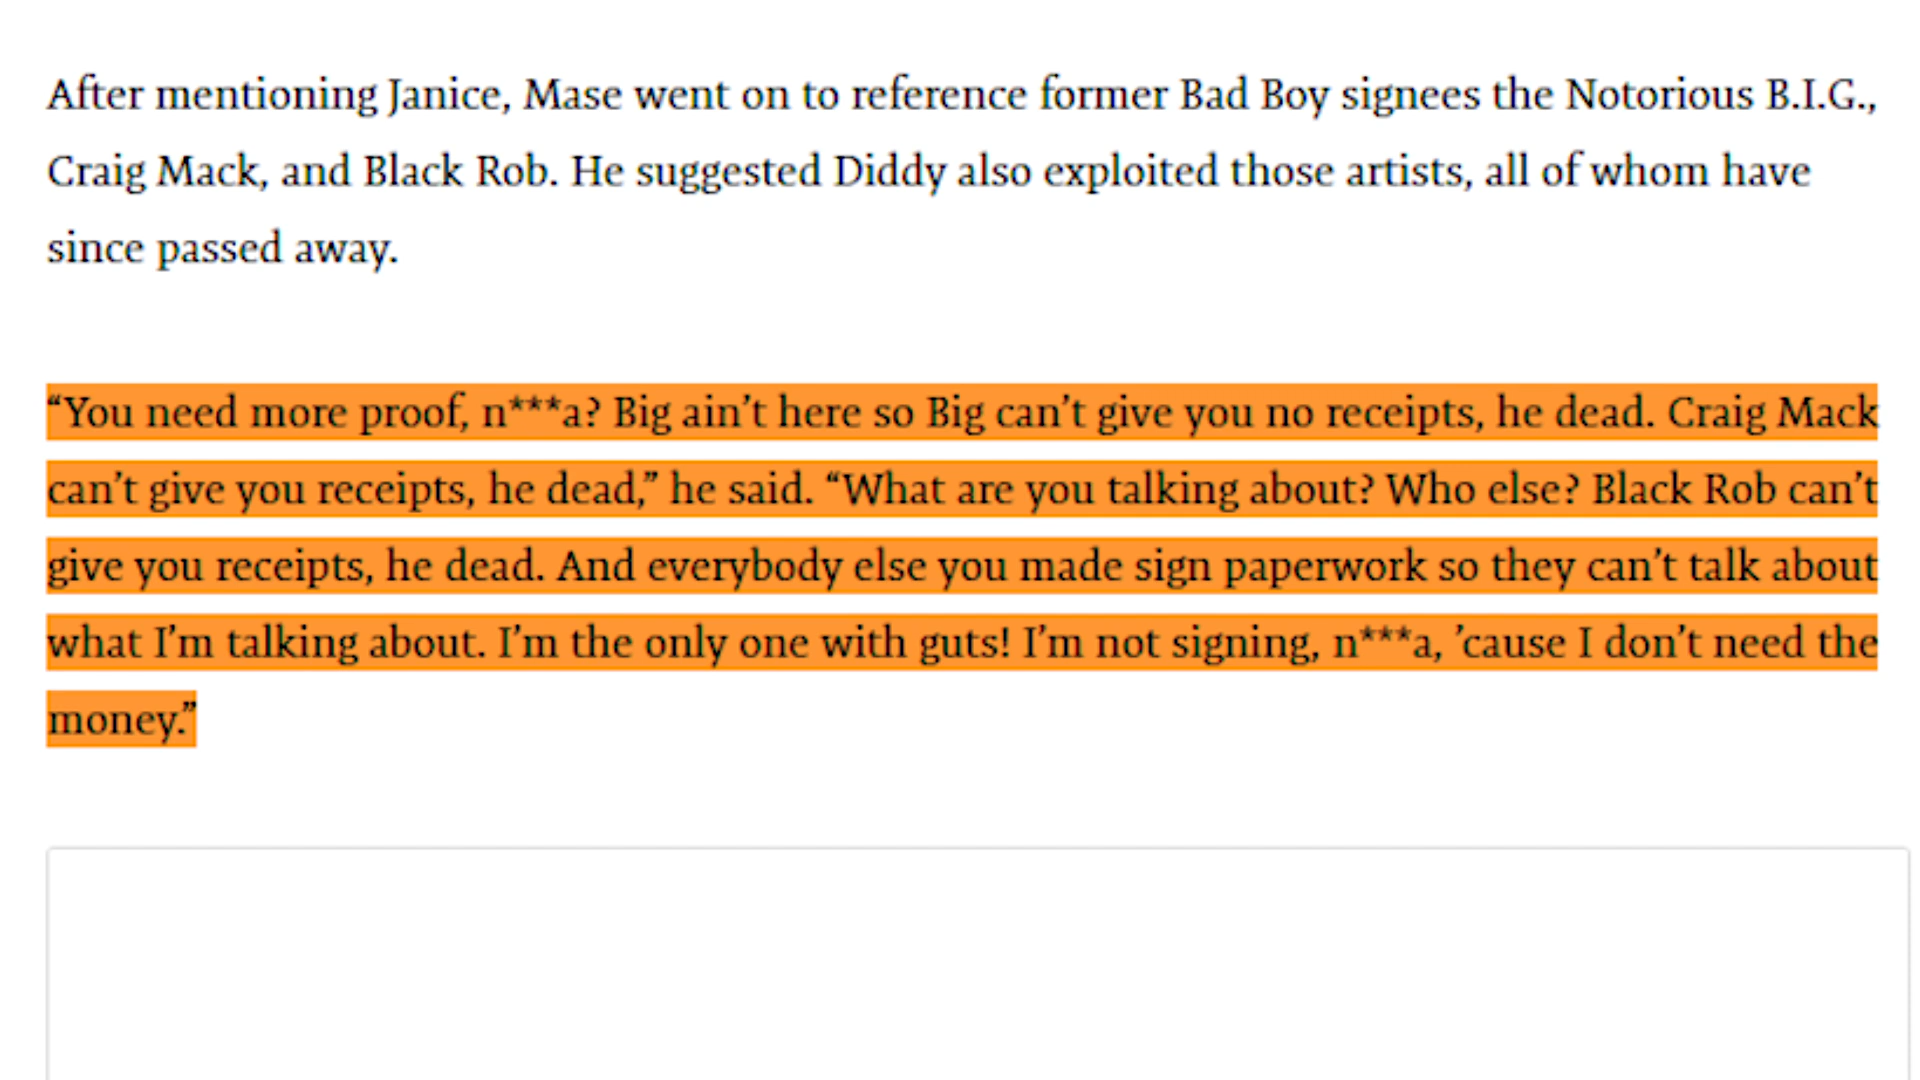 After mentioning Janice, Mase went on to reference former Bad Boy signees the Notorious B.I.G.,
Craig Mack, and Black Rob. He suggested Diddy also exploited those artists, all of whom have
since passed away.
“You need more proof, n***a? Big ain’t here so Big can’t give you no receipts, he dead. Craig Mack
can’t give you receipts, he dead,” he said. “What are you talking about? Who else? Black Rob can’t
give you receipts, he dead. And everybody else you made sign paperwork so they can’t talk about
what I’m talking about. I’m the only one with guts! I’m not signing, n***a, ’cause I don’t need the
money.”